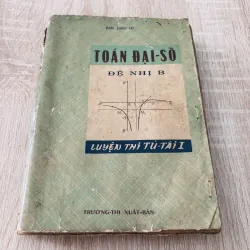 TOÁN ĐẠI-SỐ
ĐỆ NHỊ B
LUYỆN THI TÚ-TÀI I
TRƯỜNG-THI XUẤT-BẢN